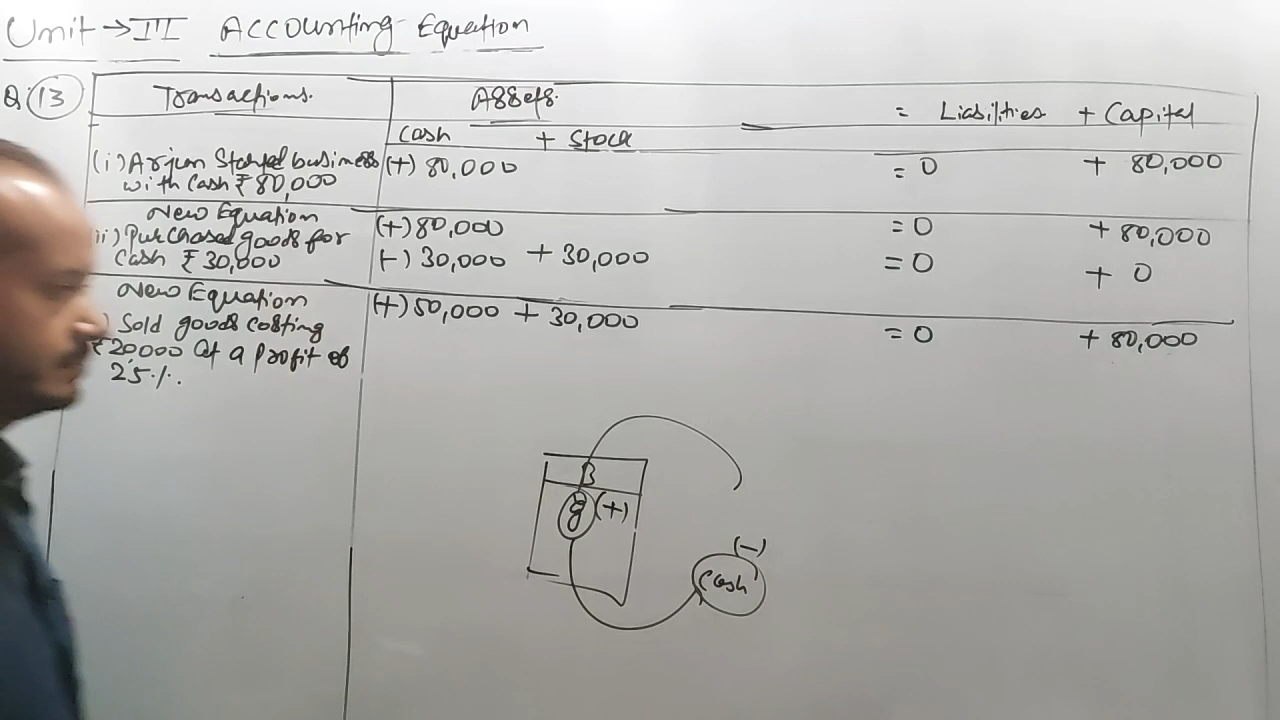 Unit → III Accounting Equation
Q. 13 Transactions. Assets. = Liabilities + Capital
Cash + Stock
(i) Arjun Started business (+) 80,000 = 0 + 80,000
with Cash ₹ 80,000
New Equation (+) 80,000 = 0 + 80,000
ii) Purchased goods for (-) 30,000 + 30,000 = 0 + 0
Cash ₹ 30,000
New Equation (+) 50,000 + 30,000 = 0 + 80,000
) Sold goods costing
₹ 20,000 at a profit of
25 %.
B
g (+)
(-)
Cash